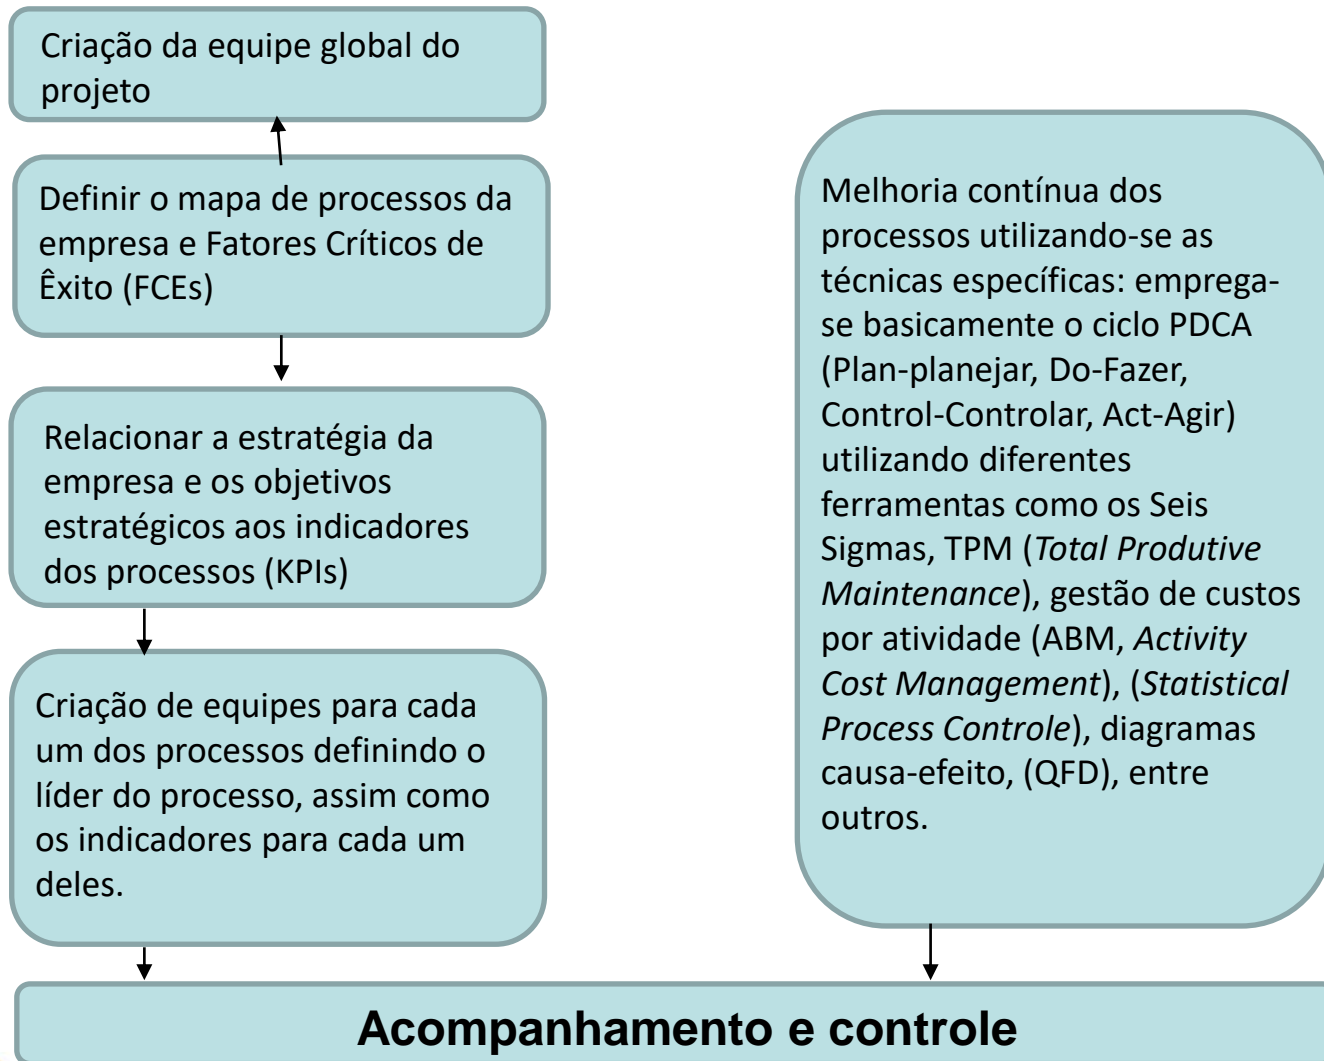 Criação da equipe global do
projeto
Definir o mapa de processos da
empresa e Fatores Críticos de
Êxito (FCEs)
Relacionar a estratégia da
empresa e os objetivos
estratégicos aos indicadores
dos processos (KPIs)
Criação de equipes para cada
um dos processos definindo o
líder do processo, assim como
os indicadores para cada um
deles.
Melhoria contínua dos
processos utilizando-se as
técnicas específicas: emprega-
se basicamente o ciclo PDCA
(Plan-planejar, Do-Fazer,
Control-Controlar, Act-Agir)
utilizando diferentes
ferramentas como os Seis
Sigmas, TPM (Total Produtive
Maintenance), gestão de custos
por atividade (ABM, Activity
Cost Management), (Statistical
Process Controle), diagramas
causa-efeito, (QFD), entre
outros.
Acompanhamento e controle